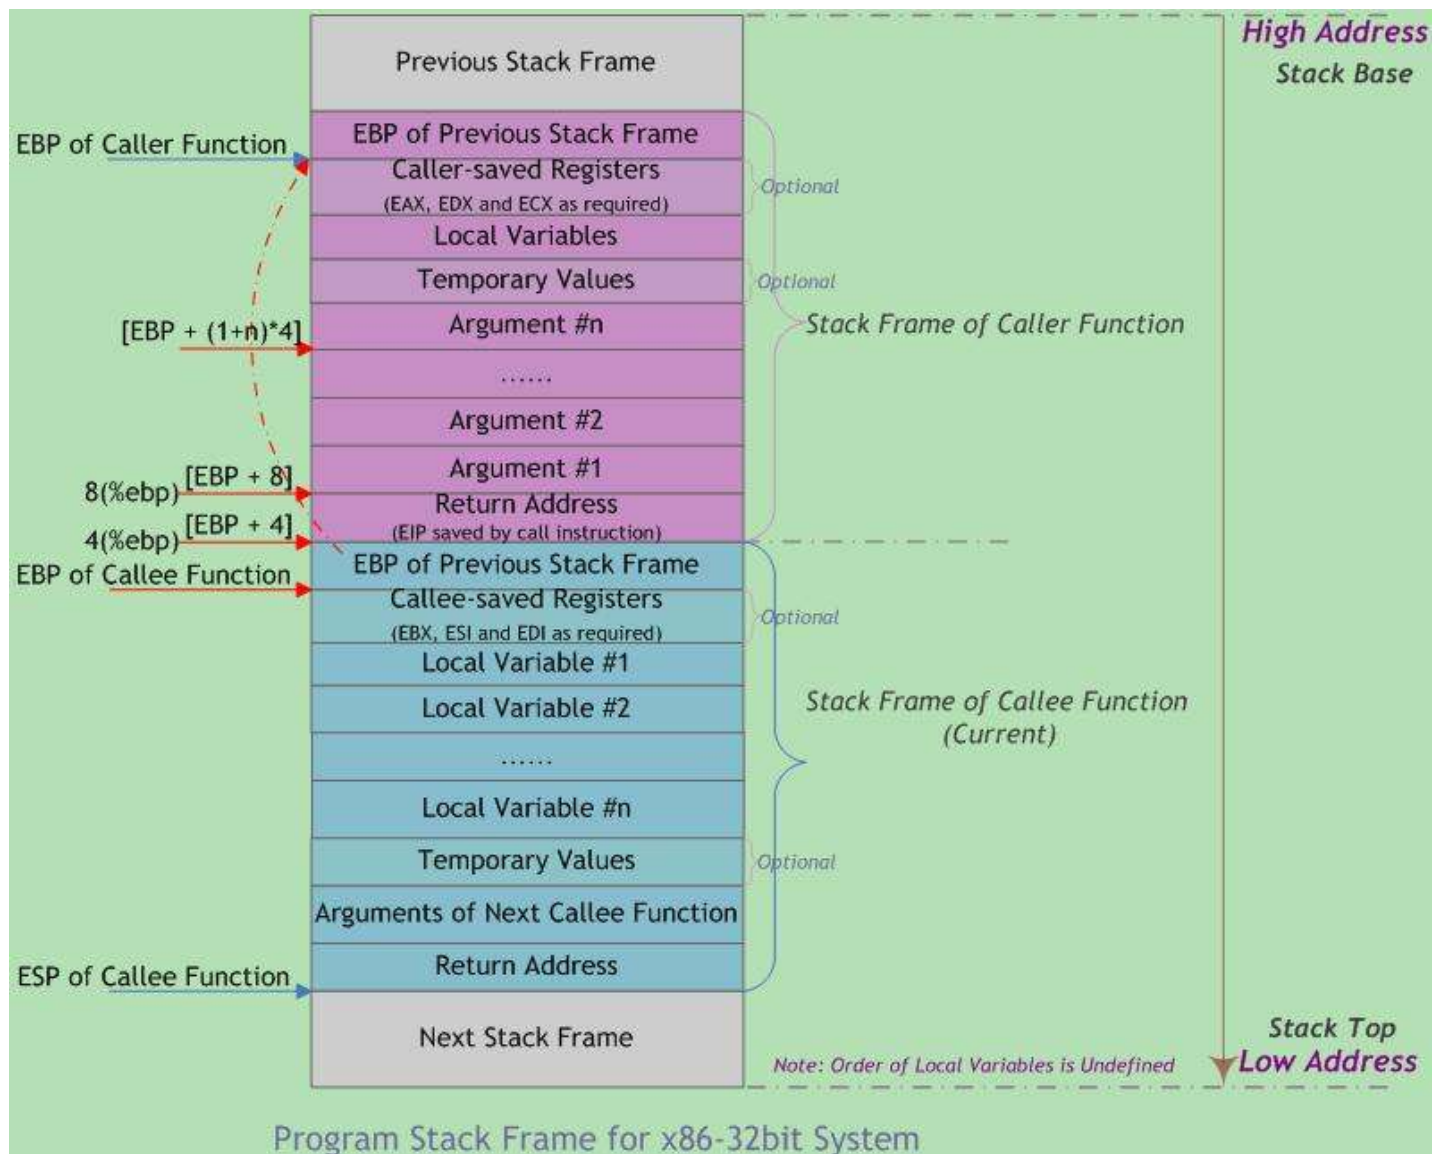 High Address
Stack Base
Previous Stack Frame
EBP of Previous Stack Frame
EBP of Caller Function
Caller-saved Registers
(EAX, EDX and ECX as required)
Optional
Local Variables
Temporary Values
Optional
Argument #n
[EBP + (1+n)*4]
Stack Frame of Caller Function
......
Argument #2
Argument #1
[EBP + 8]
8(%ebp)
Return Address
(EIP saved by call instruction)
[EBP + 4]
4(%ebp)
EBP of Previous Stack Frame
EBP of Callee Function
Callee-saved Registers
(EBX, ESI and EDI as required)
Optional
Local Variable #1
Local Variable #2
Stack Frame of Callee Function
(Current)
......
Local Variable #n
Temporary Values
Optional
Arguments of Next Callee Function
Return Address
ESP of Callee Function
Next Stack Frame
Stack Top
Low Address
Note: Order of Local Variables is Undefined
Program Stack Frame for x86-32bit System